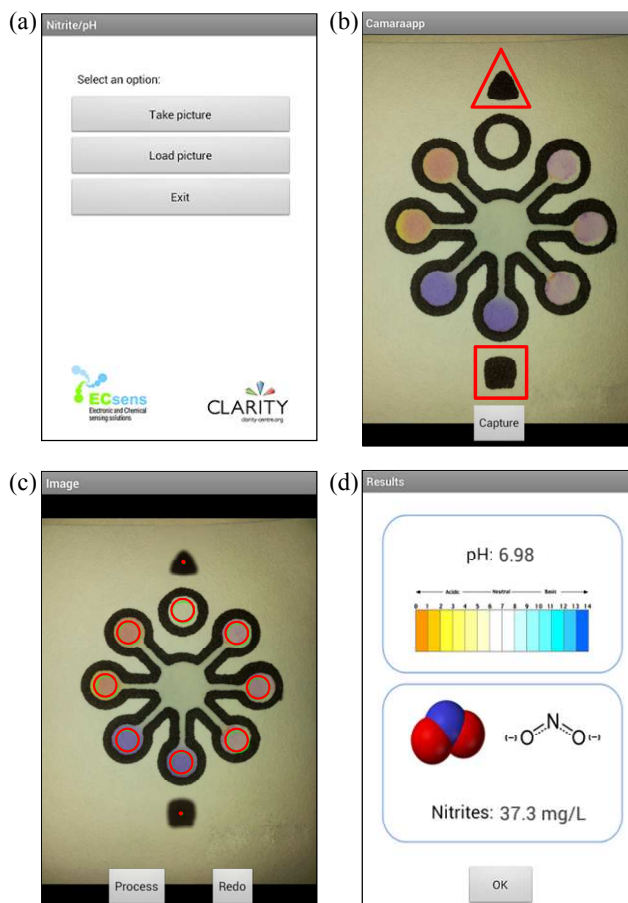 (a)
Nitrite/pH
Select an option:
Take picture
Load picture
Exit
ECsens
Electronic and Chemical
sensing solutions
CLARITY
clarity-centre.org
(b)
Camaraapp
Capture
(c)
Image
Process
Redo
(d)
Results
pH: 6.98
Acidic Neutral Basic
0 1 2 3 4 5 6 7 8 9 10 11 12 13 14
N
(-) O O (-)
Nitrites: 37.3 mg/L
OK